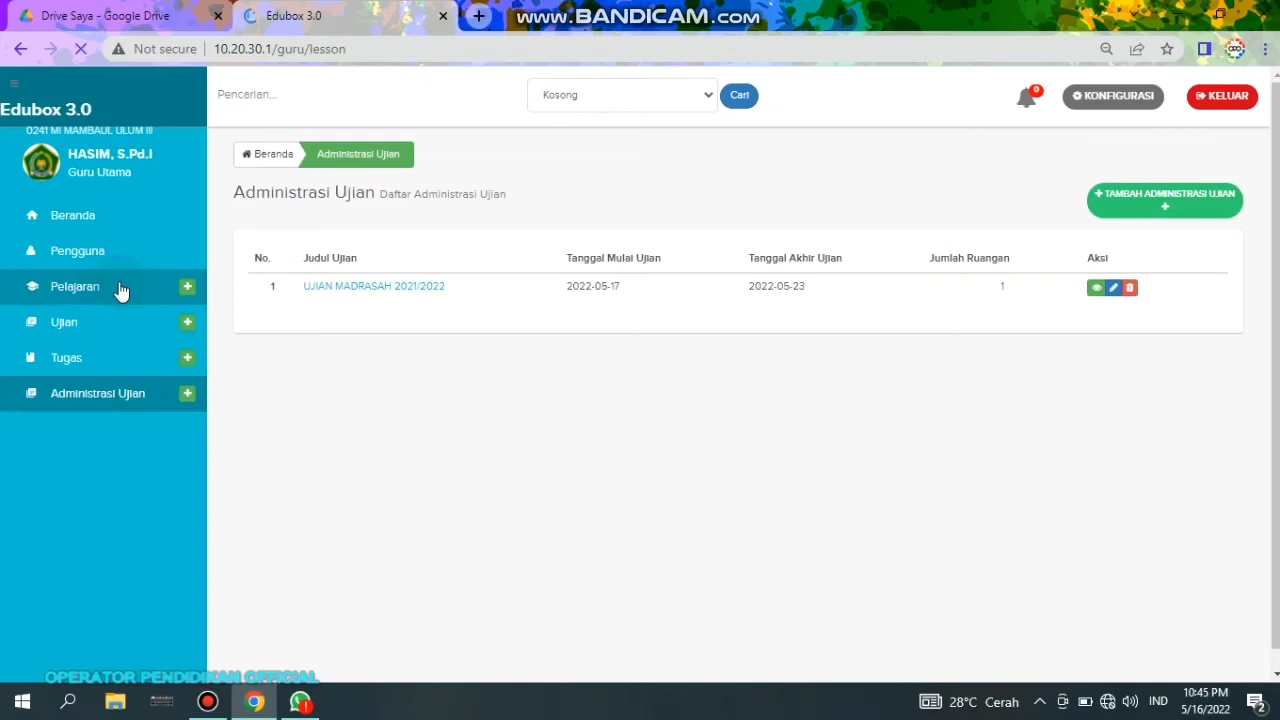 Drive Saya - Google Drive
Edubox 3.0
WWW.BANDICAM.COM
Not secure
10.20.30.1/guru/lesson
Edubox 3.0
Pencarian...
Kosong
Cari
0
KONFIGURASI
KELUAR
0241 MI MAMBAUL ULUM III
HASIM, S.Pd.I
Guru Utama
Beranda
Administrasi Ujian
Administrasi Ujian Daftar Administrasi Ujian
+ TAMBAH ADMINISTRASI UJIAN
+
Beranda
Pengguna
Pelajaran +
Ujian +
Tugas +
Administrasi Ujian +
No. Judul Ujian Tanggal Mulai Ujian Tanggal Akhir Ujian Jumlah Ruangan Aksi
1 UJIAN MADRASAH 2021/2022 2022-05-17 2022-05-23 1
OPERATOR PENDIDIKAN OFFICIAL
28°C Cerah
IND
10:45 PM
5/16/2022
2